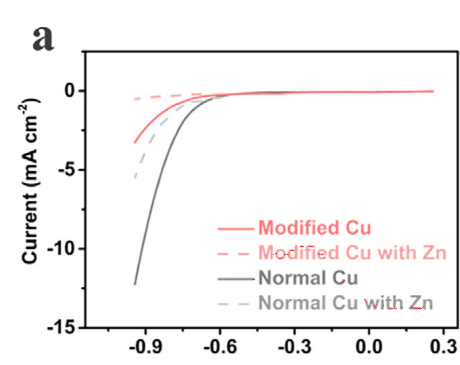 a
0
-5
-10
-15
Current (mA cm-2)
Modified Cu
Modified Cu with Zn
Normal Cu
Normal Cu with Zn
-0.9 -0.6 -0.3 0.0 0.3